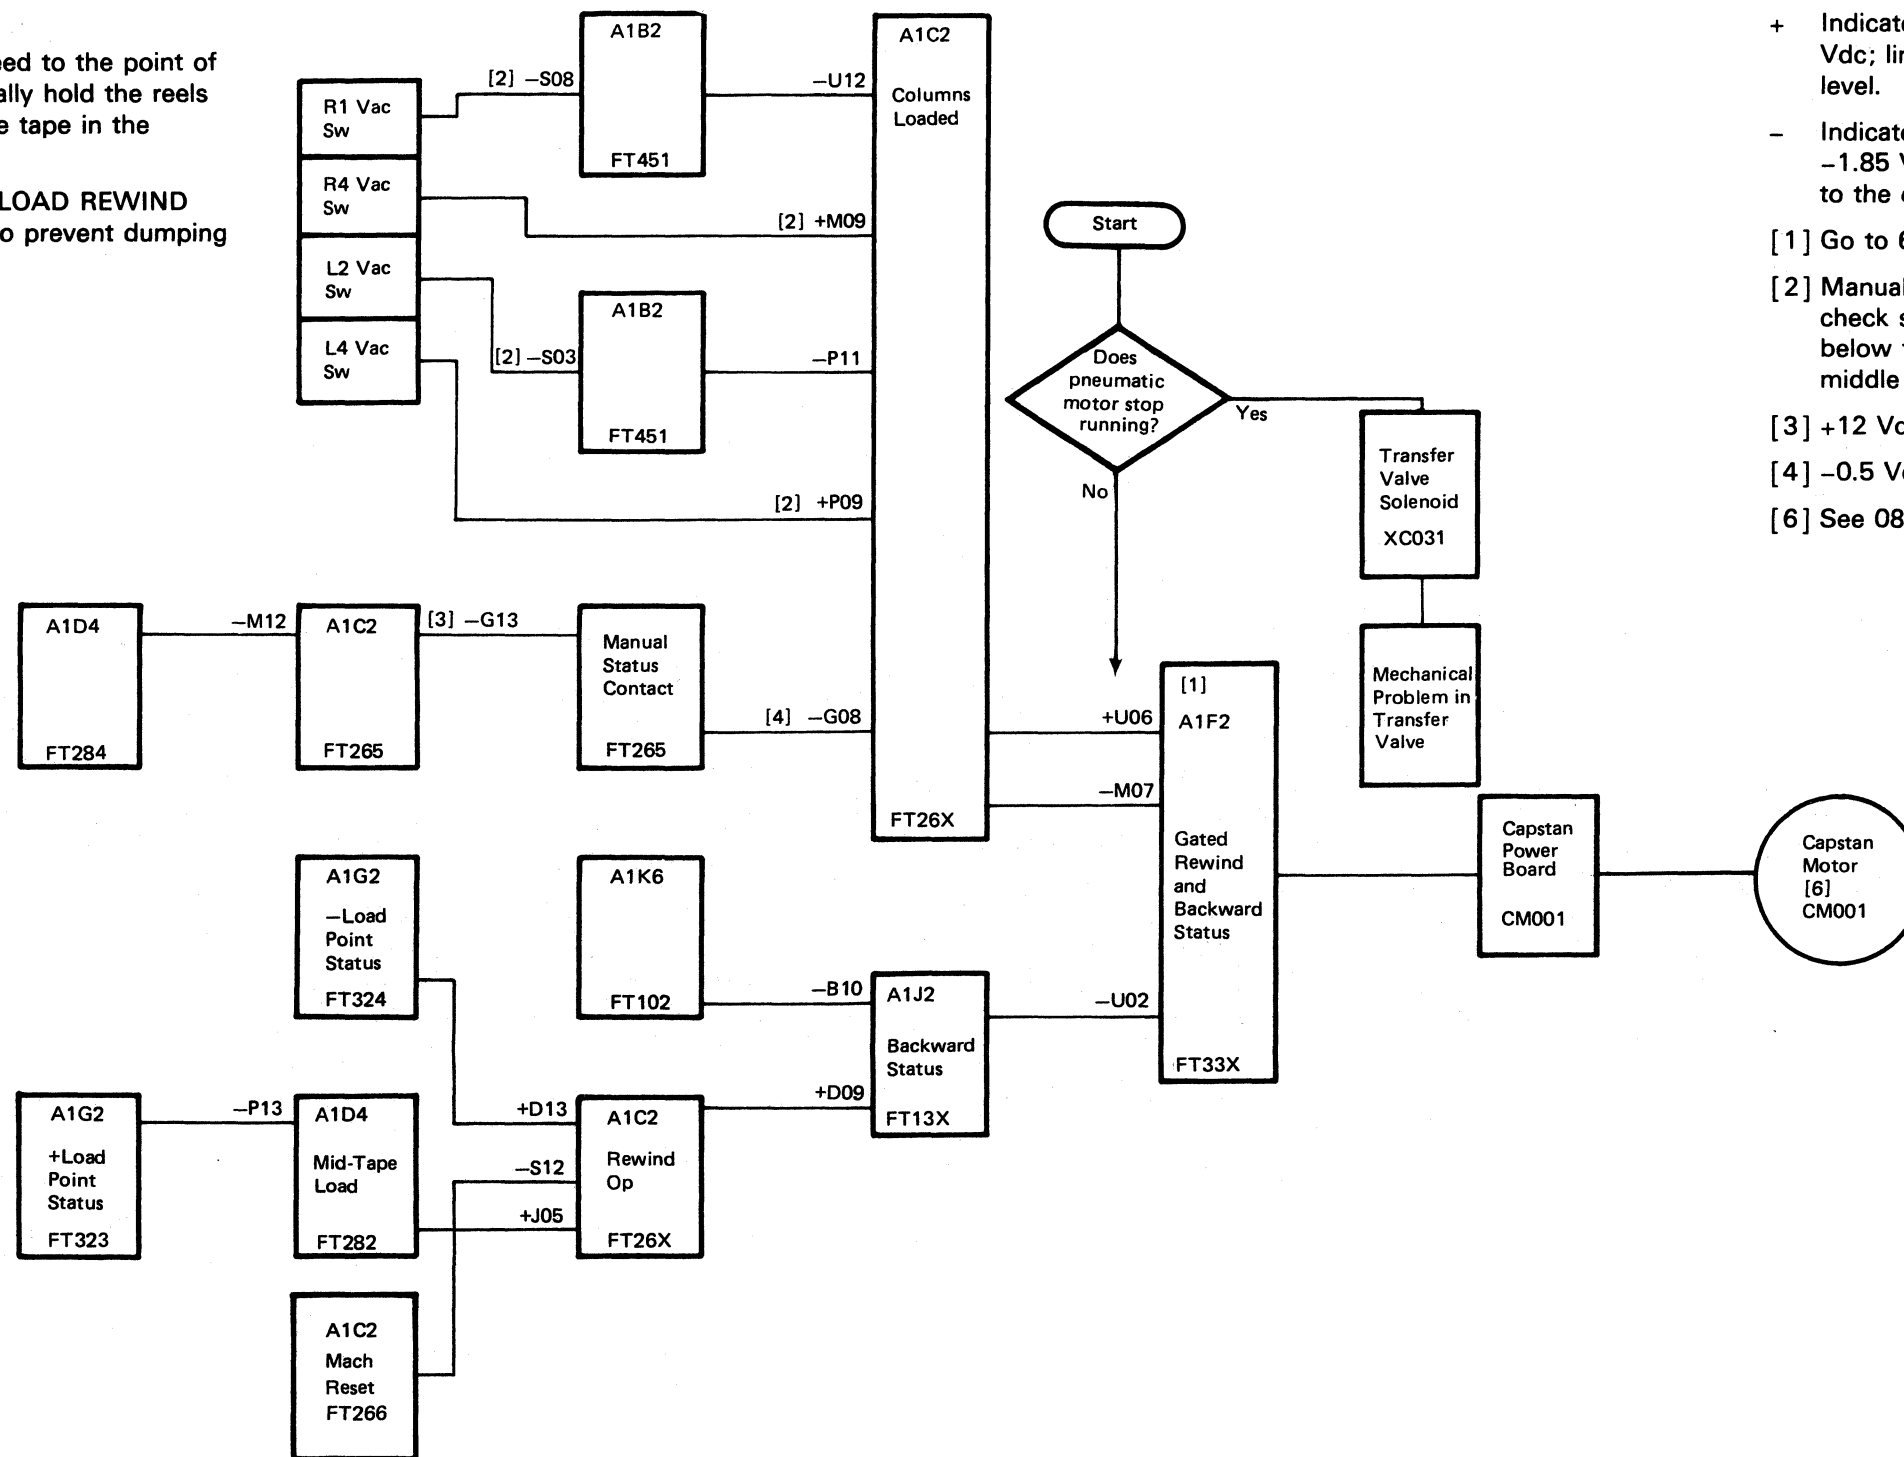 eed to the point of
ally hold the reels
e tape in the
LOAD REWIND
o prevent dumping
R1 Vac
Sw
R4 Vac
Sw
L2 Vac
Sw
L4 Vac
Sw
[2] –S08
A1B2
FT451
–U12
[2] +M09
[2] –S03
A1B2
FT451
–P11
[2] +P09
A1C2
Columns
Loaded
FT26X
A1D4
FT284
–M12
A1C2
FT265
[3] –G13
Manual
Status
Contact
FT265
[4] –G08
Start
Does
pneumatic
motor stop
running?
Yes
No
Transfer
Valve
Solenoid
XC031
Mechanical
Problem in
Transfer
Valve
+U06
–M07
–U02
[1]
A1F2
Gated
Rewind
and
Backward
Status
FT33X
Capstan
Power
Board
CM001
Capstan
Motor
[6]
CM001
A1G2
–Load
Point
Status
FT324
A1K6
FT102
–B10
+D09
A1J2
Backward
Status
FT13X
A1G2
+Load
Point
Status
FT323
–P13
A1D4
Mid-Tape
Load
FT282
+D13
–S12
+J05
A1C2
Rewind
Op
FT26X
A1C2
Mach
Reset
FT266
+ Indicate
Vdc; li
level.
– Indicate
–1.85 V
to the
[1] Go to
[2] Manual
check s
below
middle
[3] +12 Vd
[4] –0.5 V
[6] See 08